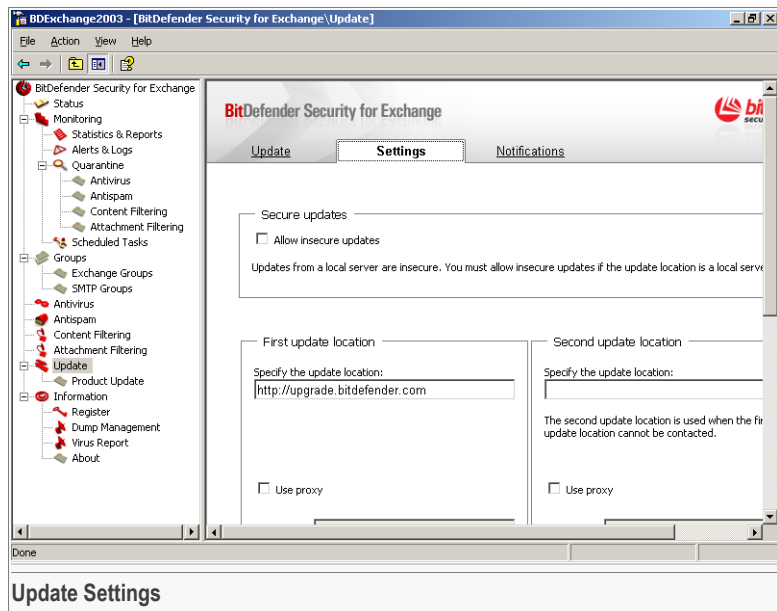 BDExchange2003 - [BitDefender Security for Exchange\Update]
File Action View Help
BitDefender Security for Exchange
Status
Monitoring
Statistics & Reports
Alerts & Logs
Quarantine
Antivirus
Antispam
Content Filtering
Attachment Filtering
Scheduled Tasks
Groups
Exchange Groups
SMTP Groups
Antivirus
Antispam
Content Filtering
Attachment Filtering
Update
Product Update
Information
Register
Dump Management
Virus Report
About
BitDefender Security for Exchange
Update Settings Notifications
Secure updates
Allow insecure updates
Updates from a local server are insecure. You must allow insecure updates if the update location is a local serve
First update location
Specify the update location:
http://upgrade.bitdefender.com
Use proxy
Second update location
Specify the update location:
The second update location is used when the fir
update location cannot be contacted.
Use proxy
Done
Update Settings